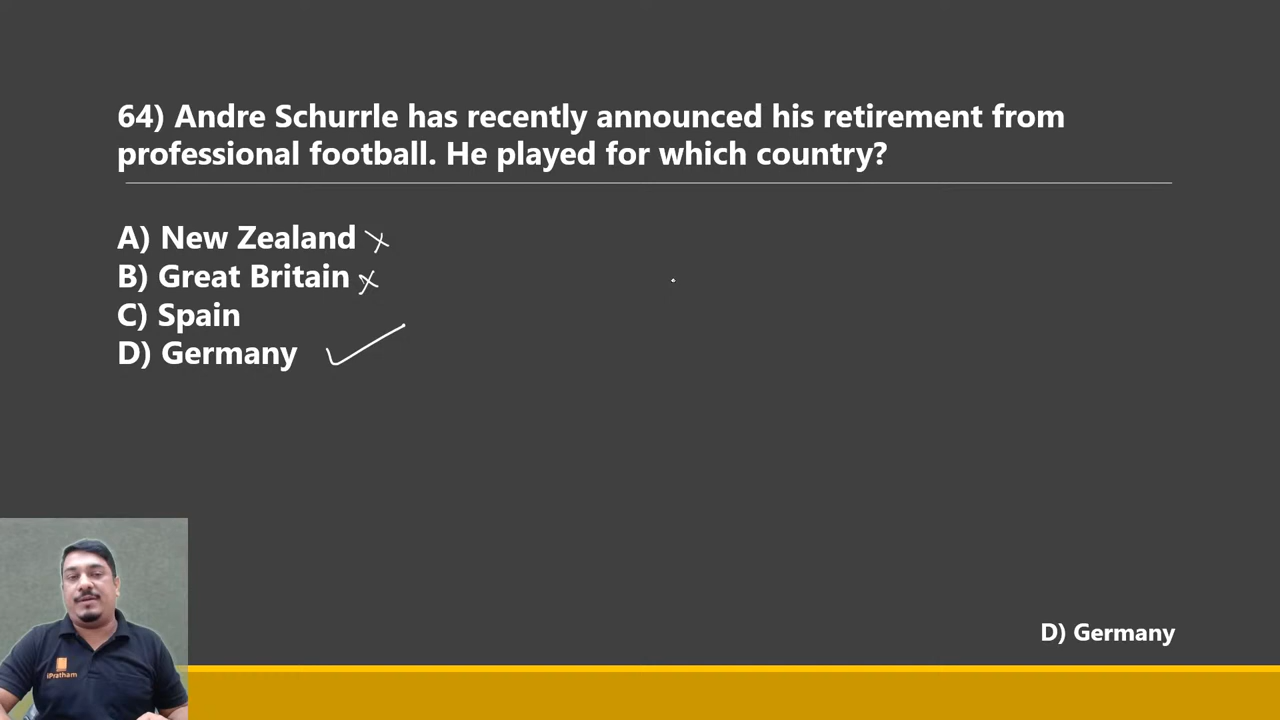 64) Andre Schurrle has recently announced his retirement from
professional football. He played for which country?
A) New Zealand
B) Great Britain
C) Spain
D) Germany
iPratham
D) Germany